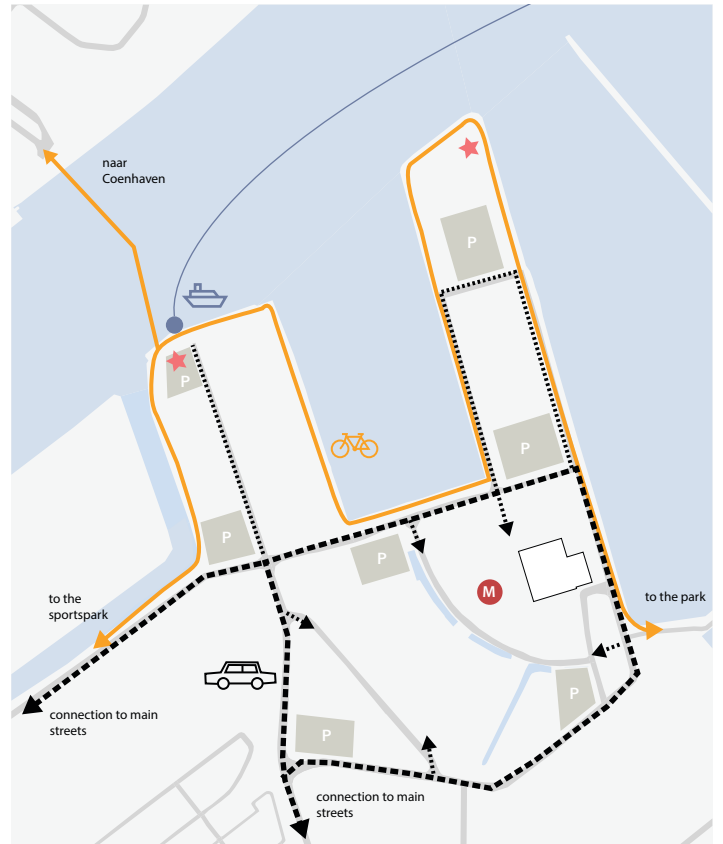 naar
Coenhaven
P
P
P
P
P
M
to the
sportspark
to the park
P
connection to main
streets
P
connection to main
streets